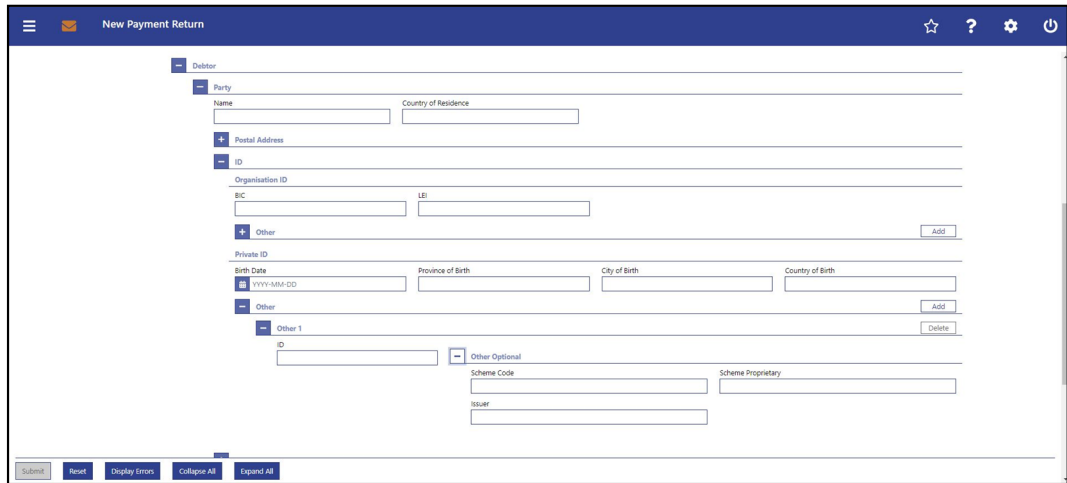 New Payment Return
?
Debtor
Party
Name Country of Residence
+ Postal Address
ID
Organisation ID
BIC LEI
+ Other Add
Private ID
Birth Date Province of Birth City of Birth Country of Birth
YYYY-MM-DD
Other Add
Other 1 Delete
ID
Other Optional
Scheme Code Scheme Proprietary
Issuer
Submit Reset Display Errors Collapse All Expand All